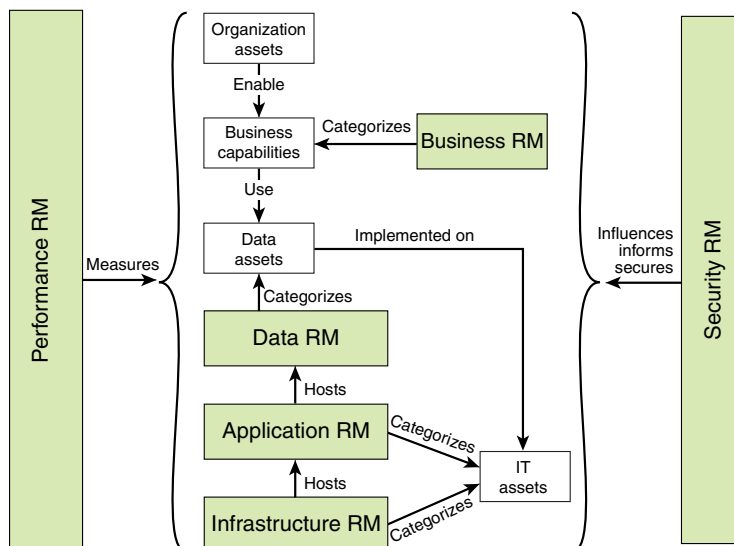 Organization
assets
Enable
Business
capabilities
Categorizes
Business RM
Use
Data
assets
Implemented on
Performance RM
Measures
Influences
informs
secures
Security RM
Categorizes
Data RM
Hosts
Application RM
Categorizes
IT
assets
Hosts
Infrastructure RM
Categorizes